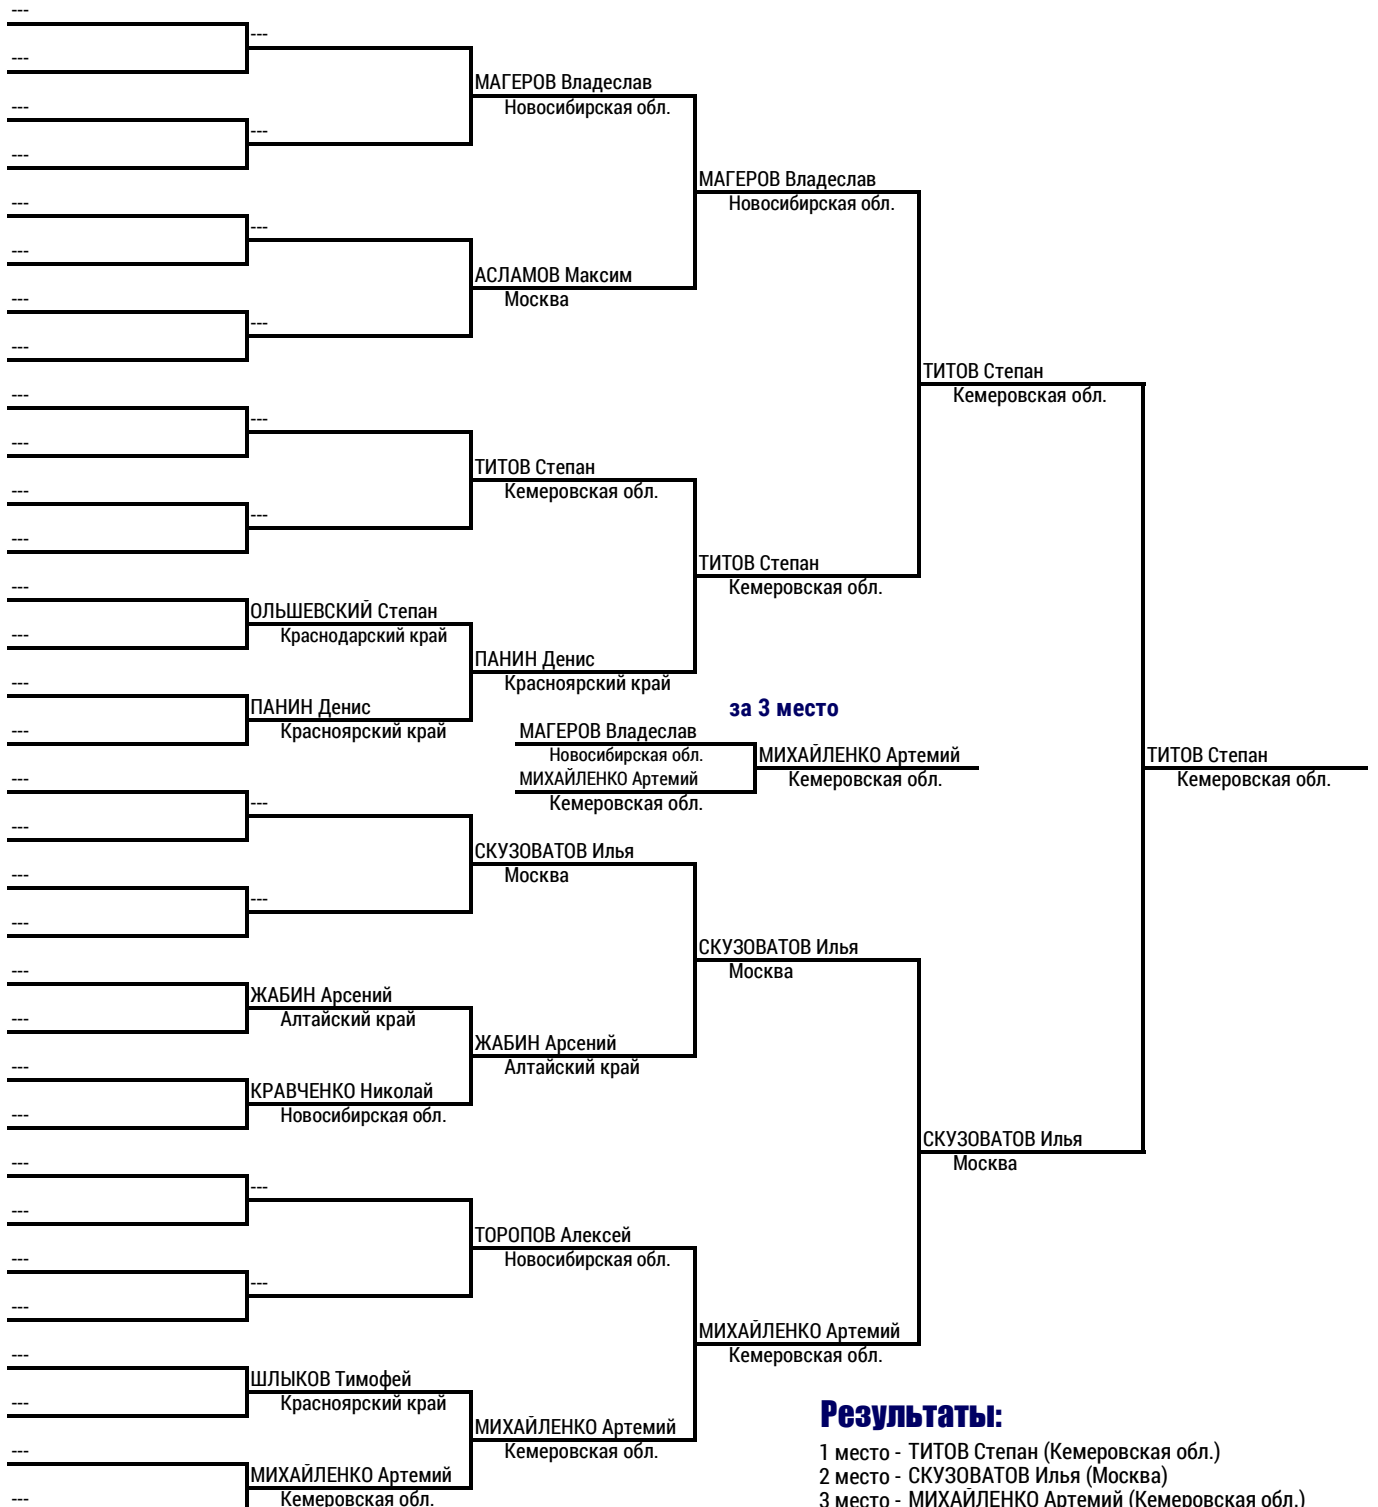 ---
---
---
МАГЕРОВ Владеслав
Новосибирская обл.
---
---
---
МАГЕРОВ Владеслав
Новосибирская обл.
---
---
---
АСЛАМОВ Максим
Москва
---
---
---
ТИТОВ Степан
Кемеровская обл.
---
---
---
ТИТОВ Степан
Кемеровская обл.
---
---
---
ТИТОВ Степан
Кемеровская обл.
---
ОЛЬШЕВСКИЙ Степан
Краснодарский край
---
ПАНИН Денис
Красноярский край
---
ПАНИН Денис
Красноярский край
---
за 3 место
МАГЕРОВ Владеслав
Новосибирская обл.
МИХАЙЛЕНКО Артемий
Кемеровская обл.
МИХАЙЛЕНКО Артемий
Кемеровская обл.
ТИТОВ Степан
Кемеровская обл.
---
---
---
СКУЗОВАТОВ Илья
Москва
---
---
---
СКУЗОВАТОВ Илья
Москва
---
ЖАБИН Арсений
Алтайский край
---
ЖАБИН Арсений
Алтайский край
---
КРАВЧЕНКО Николай
Новосибирская обл.
---
СКУЗОВАТОВ Илья
Москва
---
---
---
ТОРОПОВ Алексей
Новосибирская обл.
---
---
---
МИХАЙЛЕНКО Артемий
Кемеровская обл.
---
ШЛЫКОВ Тимофей
Красноярский край
---
МИХАЙЛЕНКО Артемий
Кемеровская обл.
---
МИХАЙЛЕНКО Артемий
Кемеровская обл.
---
Результаты:
1 место - ТИТОВ Степан (Кемеровская обл.)
2 место - СКУЗОВАТОВ Илья (Москва)
3 место - МИХАЙЛЕНКО Артемий (Кемеровская обл.)